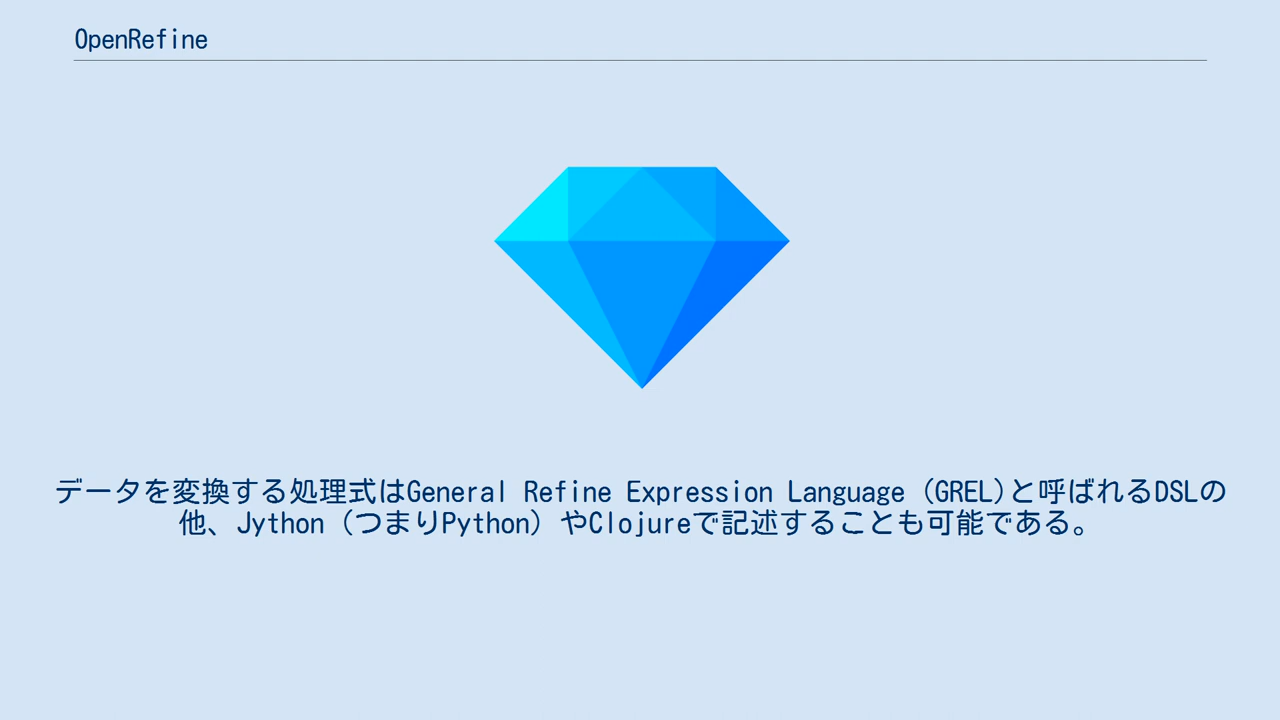 OpenRefine
データを変換する処理式はGeneral Refine Expression Language (GREL)と呼ばれるDSLの
他、Jython（つまりPython）やClojureで記述することも可能である。